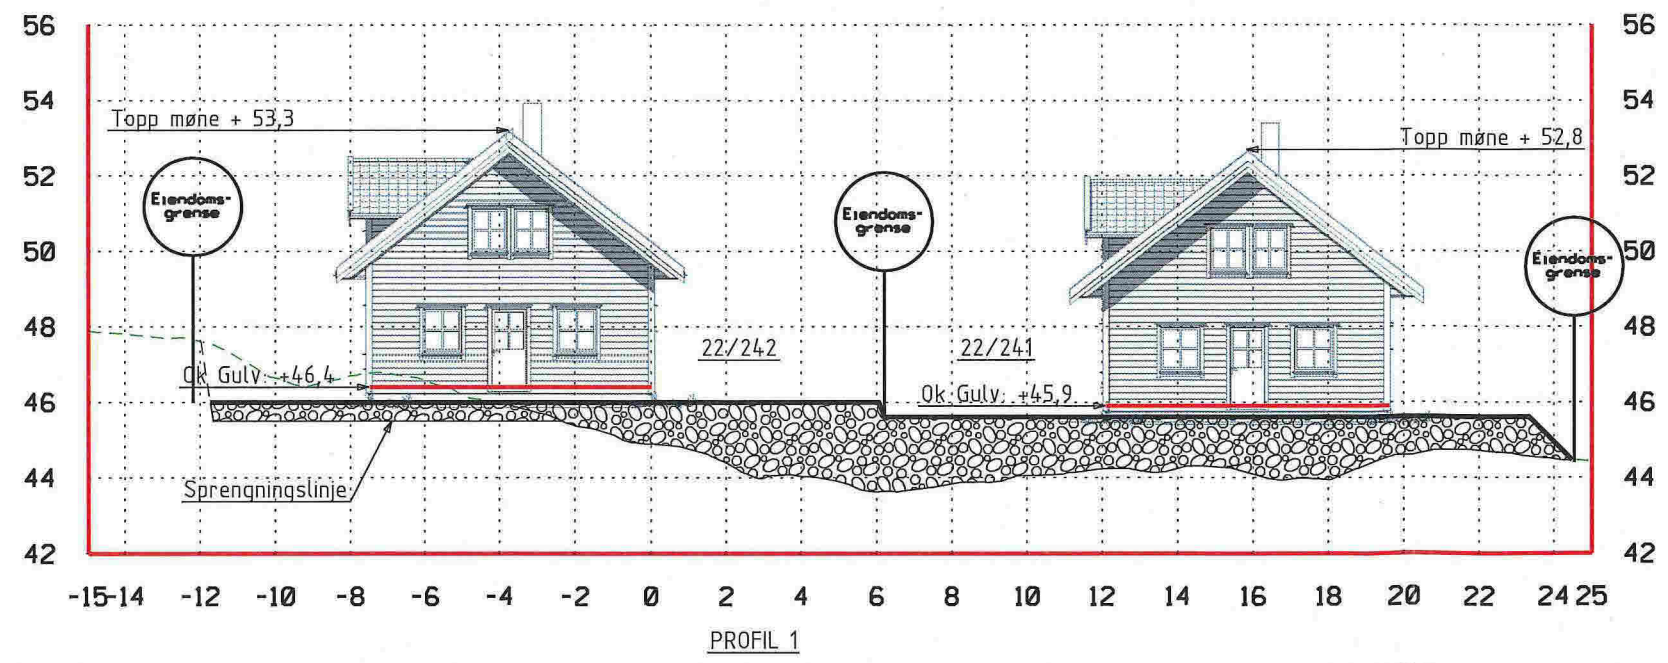 56 56
54 54
Topp møne + 53,3
Topp møne + 52,8
52 52
Eiendoms-
grense
Eiendoms-
grense
50 50
Eiendoms-
grense
48 48
22/242
22/241
Ok Gulv: +46,4
Ok Gulv: +45,9
46 46
Sprengningslinje
44 44
42 42
-15 -14 -12 -10 -8 -6 -4 -2 0 2 4 6 8 10 12 14 16 18 20 22 24 25
PROFIL 1